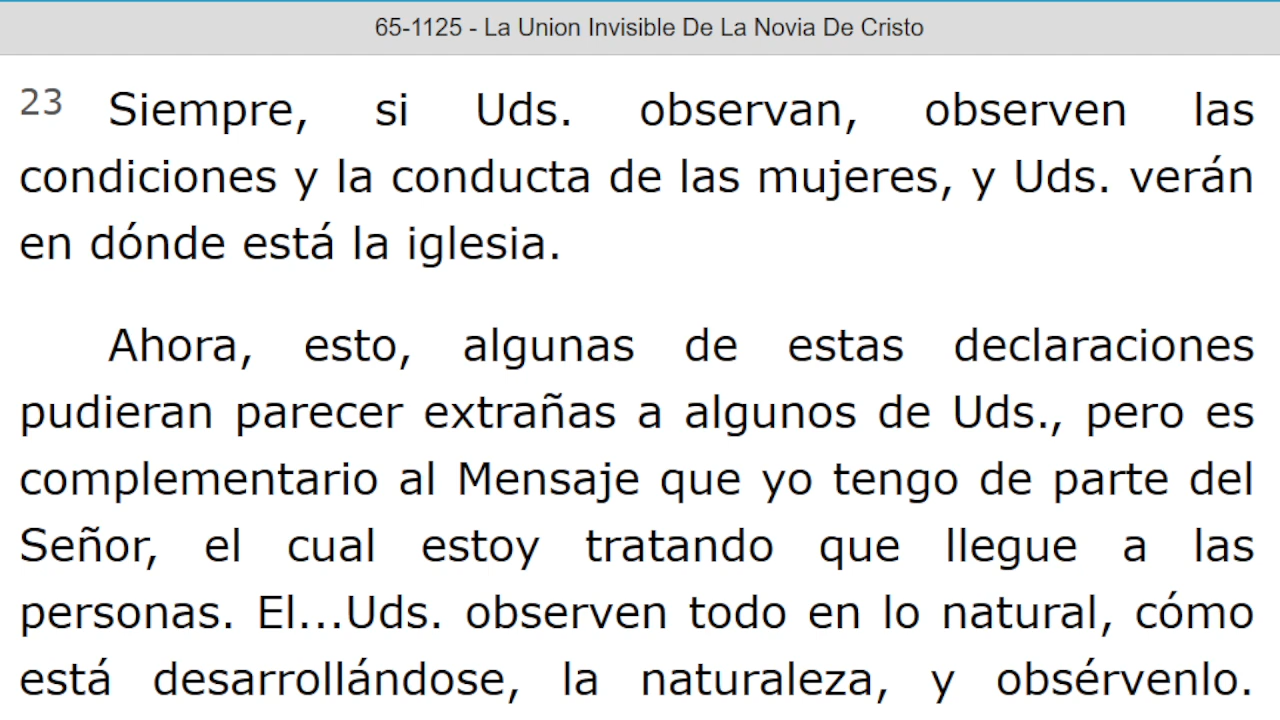 65-1125 - La Union Invisible De La Novia De Cristo
23 Siempre, si Uds. observan, observen las
condiciones y la conducta de las mujeres, y Uds. verán
en dónde está la iglesia.
Ahora, esto, algunas de estas declaraciones
pudieran parecer extrañas a algunos de Uds., pero es
complementario al Mensaje que yo tengo de parte del
Señor, el cual estoy tratando que llegue a las
personas. El...Uds. observen todo en lo natural, cómo
está desarrollándose, la naturaleza, y obsérvenlo.